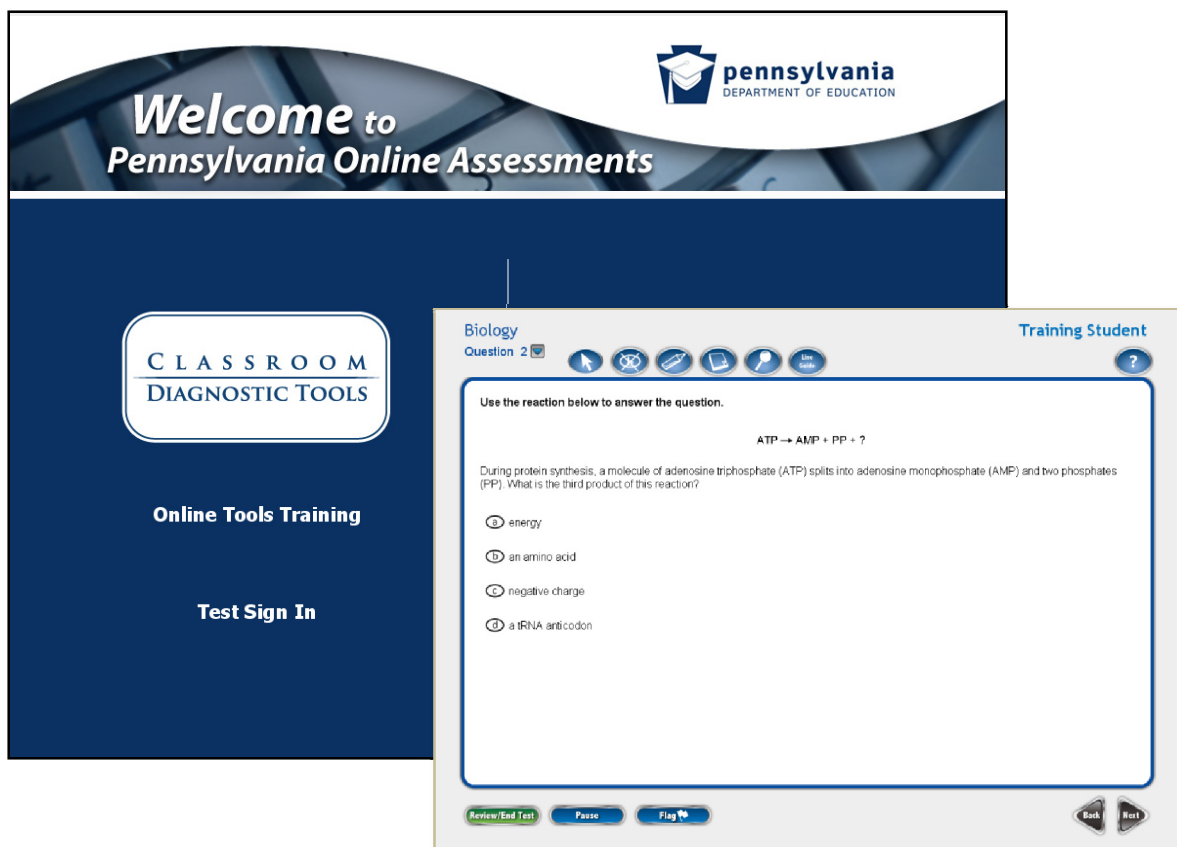 Welcome to
Pennsylvania Online Assessments
pennsylvania
DEPARTMENT OF EDUCATION
CLASSROOM
DIAGNOSTIC TOOLS
Online Tools Training
Test Sign In
Biology
Training Student
Question 2
Line
Guide
?
Use the reaction below to answer the question.
ATP → AMP + PP + ?
During protein synthesis, a molecule of adenosine triphosphate (ATP) splits into adenosine monophosphate (AMP) and two phosphates
(PP). What is the third product of this reaction?
a energy
b an amino acid
c negative charge
d a tRNA anticodon
Review/End Test
Pause
Flag
Back
Next